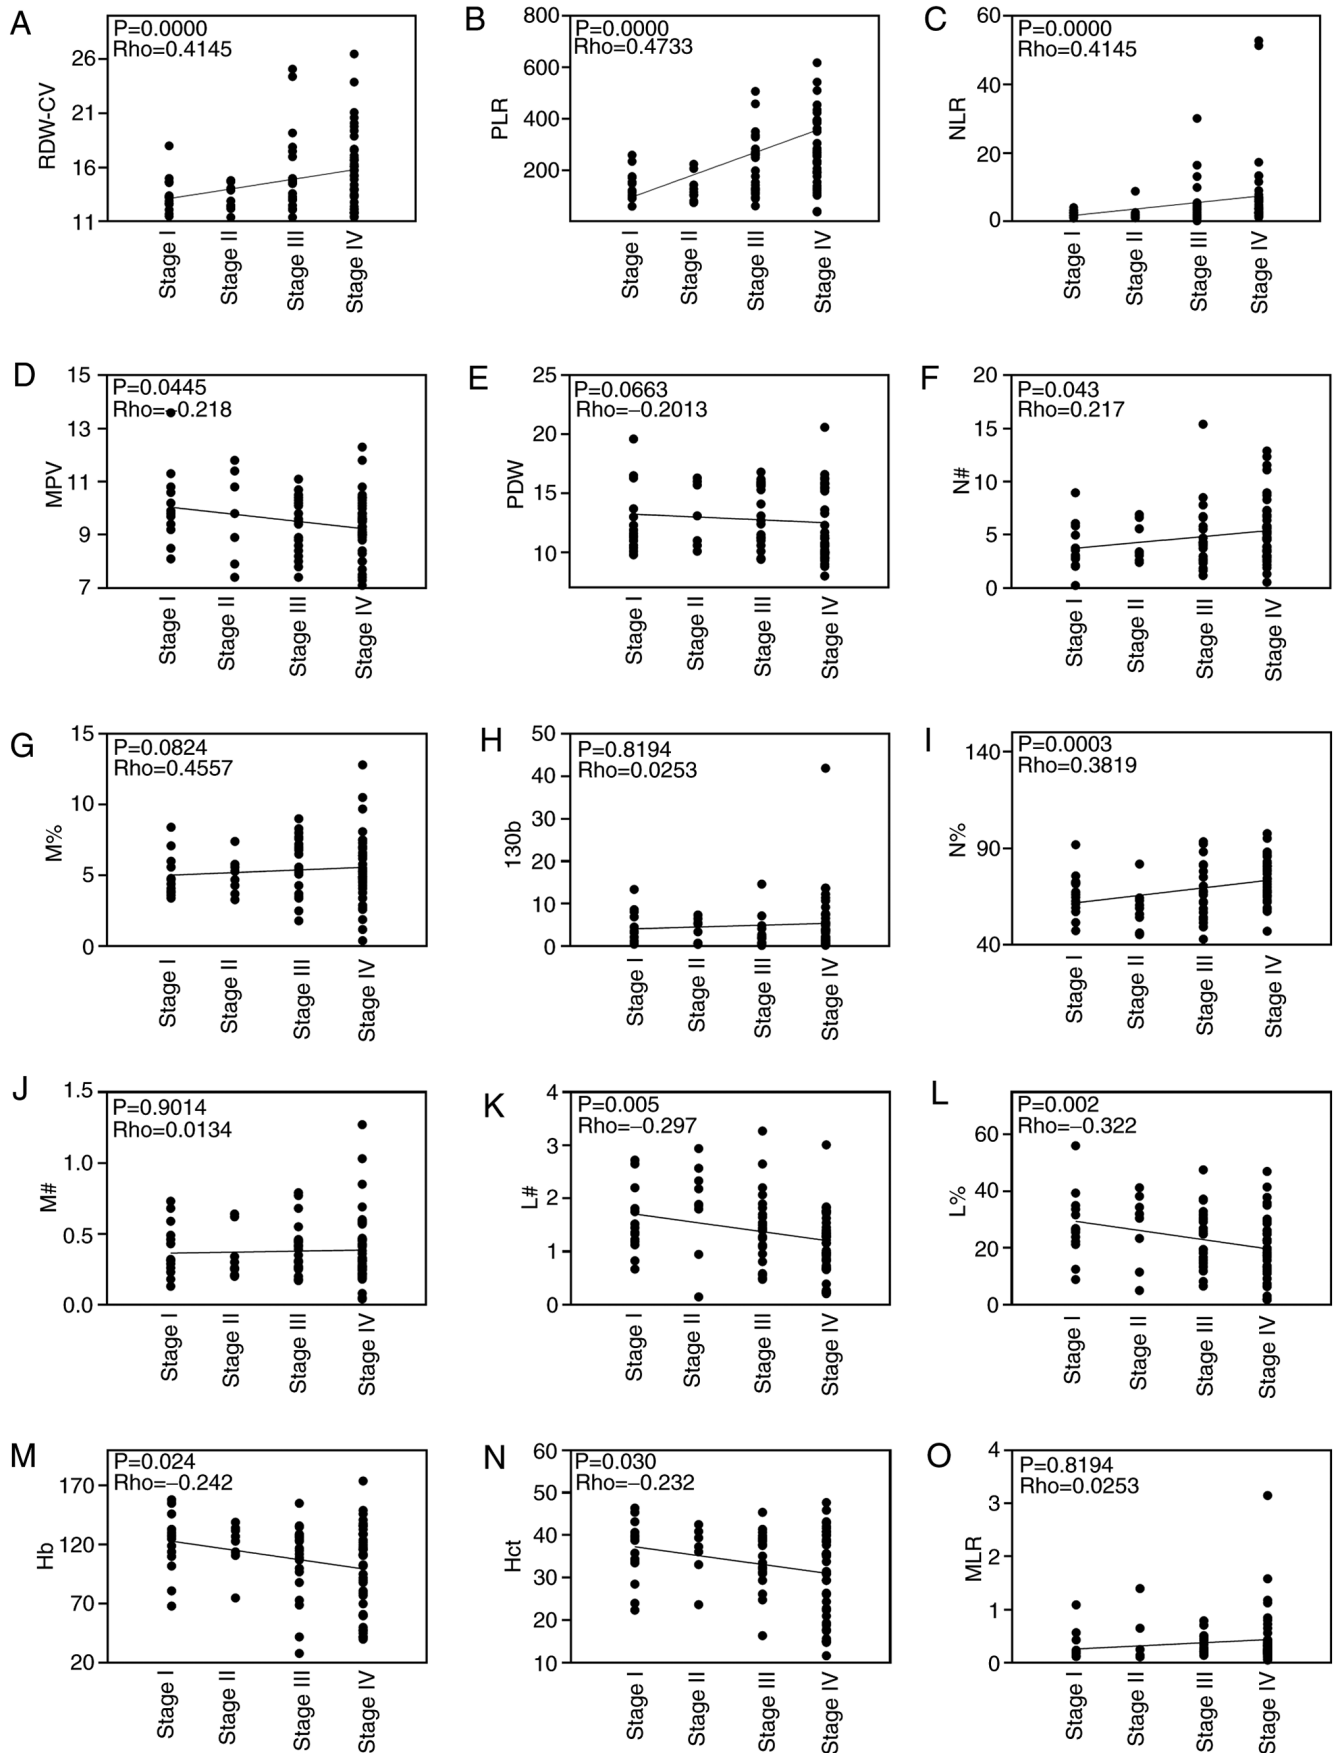 A
P=0.0000
Rho=0.4145
RDW-CV
26
21
16
11
Stage I
Stage II
Stage III
Stage IV
B
P=0.0000
Rho=0.4733
PLR
800
600
400
200
Stage I
Stage II
Stage III
Stage IV
C
P=0.0000
Rho=0.4145
NLR
60
40
20
0
Stage I
Stage II
Stage III
Stage IV
D
P=0.0445
Rho=−0.218
MPV
15
13
11
9
7
Stage I
Stage II
Stage III
Stage IV
E
P=0.0663
Rho=−0.2013
PDW
25
20
15
10
Stage I
Stage II
Stage III
Stage IV
F
P=0.043
Rho=0.217
N#
20
15
10
5
0
Stage I
Stage II
Stage III
Stage IV
G
P=0.0824
Rho=0.4557
M%
15
10
5
0
Stage I
Stage II
Stage III
Stage IV
H
P=0.8194
Rho=0.0253
130b
50
40
30
20
10
0
Stage I
Stage II
Stage III
Stage IV
I
P=0.0003
Rho=0.3819
N%
140
90
40
Stage I
Stage II
Stage III
Stage IV
J
P=0.9014
Rho=0.0134
M#
1.5
1.0
0.5
0.0
Stage I
Stage II
Stage III
Stage IV
K
P=0.005
Rho=−0.297
L#
4
3
2
1
0
Stage I
Stage II
Stage III
Stage IV
L
P=0.002
Rho=−0.322
L%
60
40
20
0
Stage I
Stage II
Stage III
Stage IV
M
P=0.024
Rho=−0.242
Hb
170
120
70
20
Stage I
Stage II
Stage III
Stage IV
N
P=0.030
Rho=−0.232
Hct
60
50
40
30
20
10
Stage I
Stage II
Stage III
Stage IV
O
P=0.8194
Rho=0.0253
MLR
4
3
2
1
0
Stage I
Stage II
Stage III
Stage IV